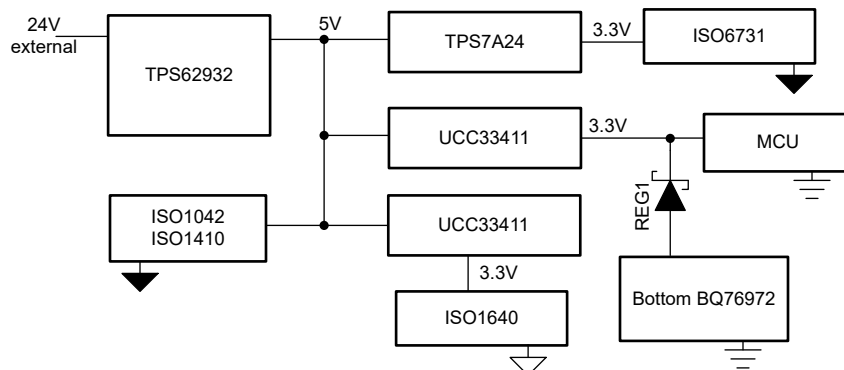 24V
external
TPS62932
5V
TPS7A24
3.3V
ISO6731
UCC33411
3.3V
MCU
REG1
ISO1042
ISO1410
UCC33411
3.3V
ISO1640
Bottom BQ76972